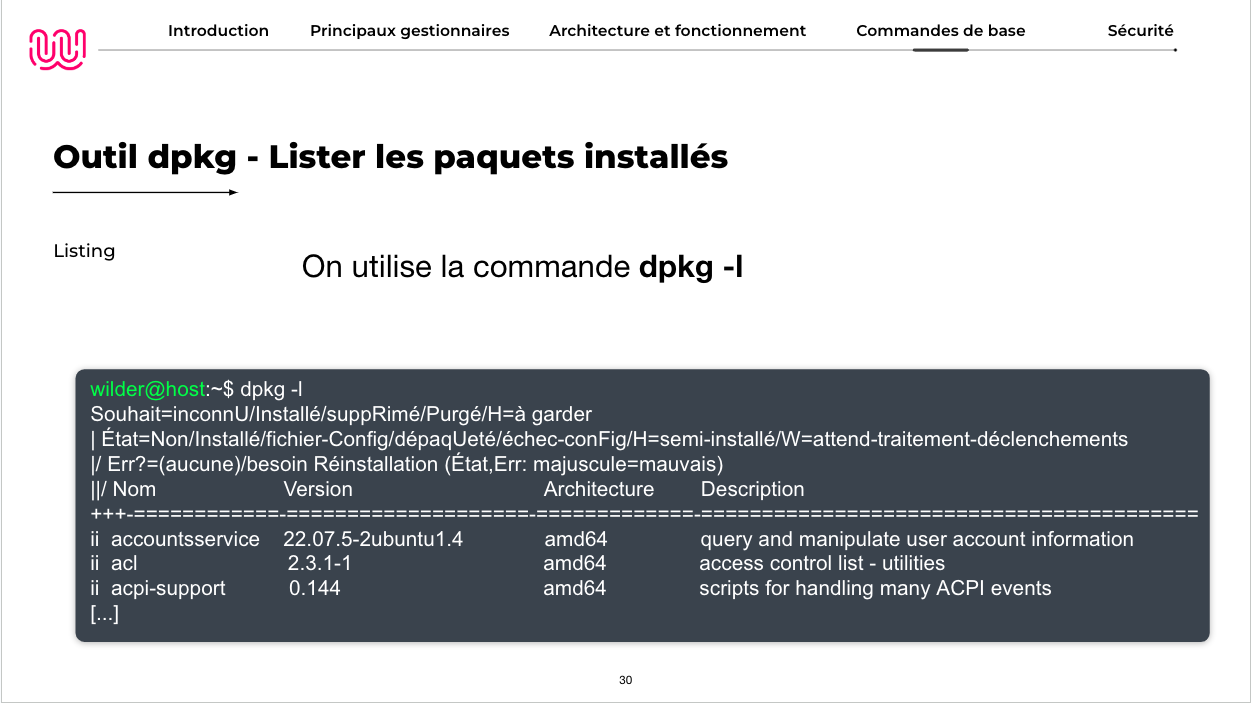 Introduction Principaux gestionnaires Architecture et fonctionnement Commandes de base Sécurité
Outil dpkg - Lister les paquets installés
Listing
On utilise la commande dpkg -l
wilder@host:~$ dpkg -l
Souhait=inconnU/Installé/suppRimé/Purgé/H=à garder
| État=Non/Installé/fichier-Config/dépaqUeté/échec-conFig/H=semi-installé/W=attend-traitement-déclenchements
|/ Err?=(aucune)/besoin Réinstallation (État,Err: majuscule=mauvais)
||/ Nom Version Architecture Description
+++-============-====================-=============-=========================================
ii accountsservice 22.07.5-2ubuntu1.4 amd64 query and manipulate user account information
ii acl 2.3.1-1 amd64 access control list - utilities
ii acpi-support 0.144 amd64 scripts for handling many ACPI events
[...]
30